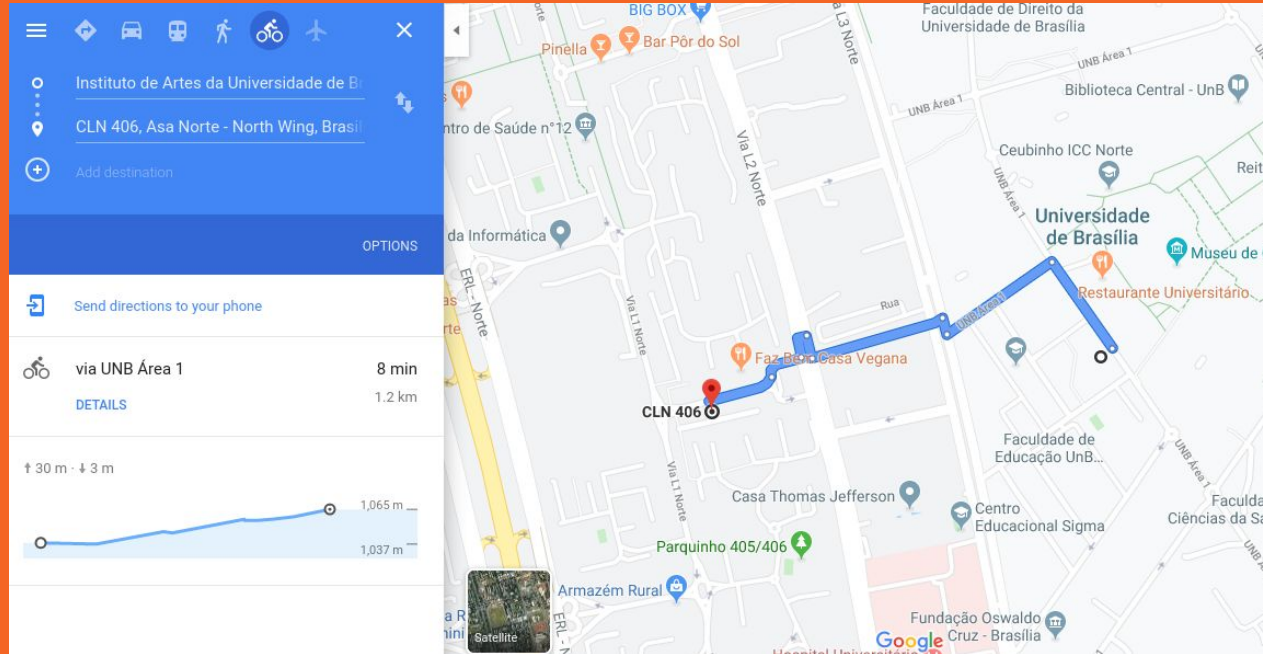 Instituto de Artes da Universidade de
CLN 406, Asa Norte - North Wing, Brasil
Add destination
OPTIONS
Send directions to your phone
via UNB Área 1
8 min
DETAILS
1.2 km
30 m · 3 m
1,065 m
1,037 m
BIG BOX
Pinella
Bar Pôr do Sol
ntro de Saúde n°12
da Informática
ERL - Norte
Via L1 Norte
Via L2 Norte
a L3 Norte
Faculdade de Direito da
Universidade de Brasília
UNB Área 1
UNB Área 1
Biblioteca Central - UnB
Ceubinho ICC Norte
Reit
UNB Área 1
Universidade
de Brasília
Museu de
Restaurante Universitário
Rua
UNB Área 1
Faz Bem Casa Vegana
CLN 406
Faculdade de
Educação UnB...
UNB Área 1
Via L1 Norte
Casa Thomas Jefferson
Centro
Educacional Sigma
Faculda
Ciências da Sa
Parquinho 405/406
Armazém Rural
Fundação Oswaldo
Cruz - Brasília
Satellite
Google